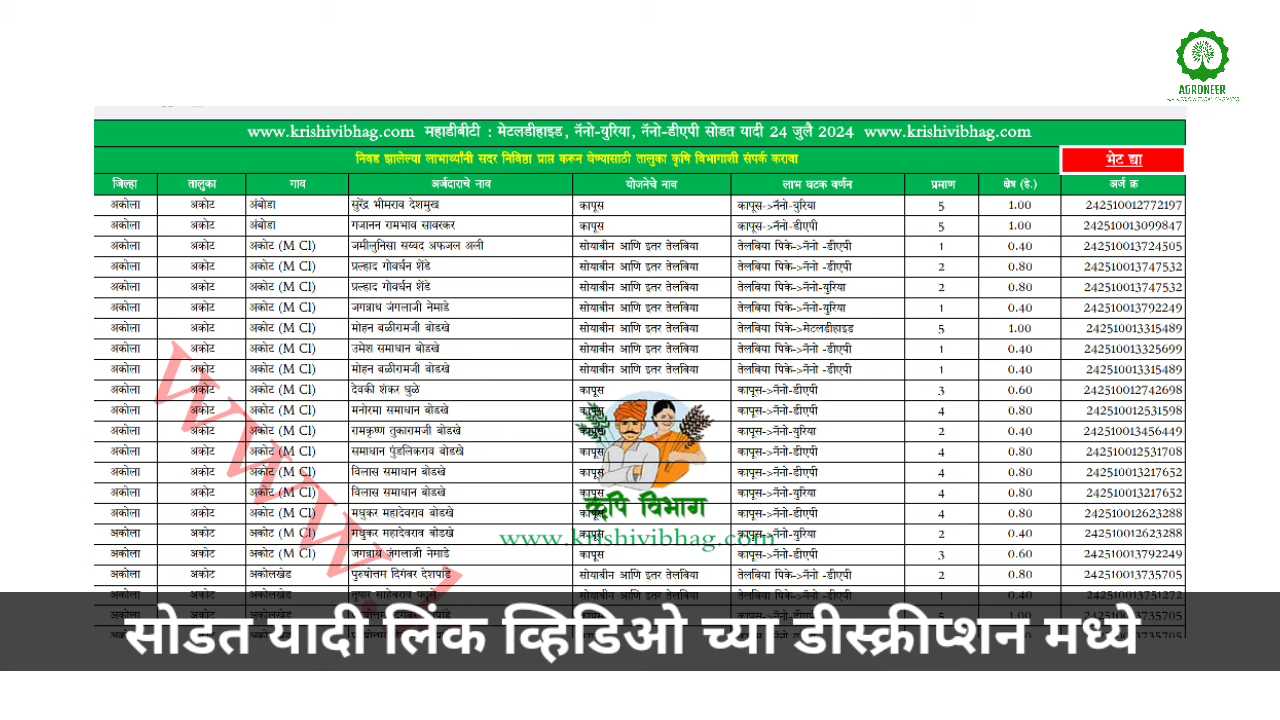 AGRONEER
www.krishivibhag.com महाडीबीटी : मेटलडीहाइड, नॅनो-युरिया, नॅनो-डीएपी सोडत यादी 24 जुलै 2024 www.krishivibhag.com
निवड झालेल्या लाभार्थ्यांनी सदर निविष्ठा प्राप्त करून घेण्यासाठी तालुका कृषि विभागाशी संपर्क करावा भेट द्या
जिल्हा तालुका गाव अर्जदाराचे नाव योजनेचे नाव लाभ घटक वर्णन प्रमाण क्षेत्र (हे.) अर्ज क्र
अकोला अकोट अंबोडा सुरेंद्र भीमराव देशमुख कापूस कापूस->नॅनो-युरिया 5 1.00 242510012772197
अकोला अकोट अंबोडा गजानन रामभाव सावरकर कापूस कापूस->नॅनो-डीएपी 5 1.00 242510013099847
अकोला अकोट अकोट (M Cl) जमीलुनिसा सय्यद अफजल अली सोयाबीन आणि इतर तेलबिया तेलबिया पिके->नॅनो -डीएपी 1 0.40 242510013724505
अकोला अकोट अकोट (M Cl) प्रल्हाद गोवर्धन शेंडे सोयाबीन आणि इतर तेलबिया तेलबिया पिके->नॅनो -डीएपी 2 0.80 242510013747532
अकोला अकोट अकोट (M Cl) प्रल्हाद गोवर्धन शेंडे सोयाबीन आणि इतर तेलबिया तेलबिया पिके->नॅनो-युरिया 2 0.80 242510013747532
अकोला अकोट अकोट (M Cl) जगन्नाथ जंगलाजी नेमाडे सोयाबीन आणि इतर तेलबिया तेलबिया पिके->नॅनो-युरिया 1 0.40 242510013792249
अकोला अकोट अकोट (M Cl) मोहन बळीरामजी बोडखे सोयाबीन आणि इतर तेलबिया तेलबिया पिके->मेटलडीहाइड 5 1.00 242510013315489
अकोला अकोट अकोट (M Cl) उमेश समाधान बोडखे सोयाबीन आणि इतर तेलबिया तेलबिया पिके->नॅनो -डीएपी 1 0.40 242510013325699
अकोला अकोट अकोट (M Cl) मोहन बळीरामजी बोडखे सोयाबीन आणि इतर तेलबिया तेलबिया पिके->नॅनो -डीएपी 1 0.40 242510013315489
अकोला अकोट अकोट (M Cl) देवकी शंकर धुळे कापूस कापूस->नॅनो-डीएपी 3 0.60 242510012742698
अकोला अकोट अकोट (M Cl) मनोरमा समाधान बोडखे कापूस कापूस->नॅनो-डीएपी 4 0.80 242510012531598
अकोला अकोट अकोट (M Cl) रामकृष्ण तुकारामजी बोडखे कापूस कापूस->नॅनो-युरिया 2 0.40 242510013456449
अकोला अकोट अकोट (M Cl) समाधान पुंडलिकराव बोडखे कापूस कापूस->नॅनो-डीएपी 4 0.80 242510012531708
अकोला अकोट अकोट (M Cl) विलास समाधान बोडखे कापूस कापूस->नॅनो-डीएपी 4 0.80 242510013217652
अकोला अकोट अकोट (M Cl) विलास समाधान बोडखे कापूस कापूस->नॅनो-युरिया 4 0.80 242510013217652
अकोला अकोट अकोट (M Cl) मधुकर महादेवराव बोडखे कापूस कापूस->नॅनो-डीएपी 4 0.80 242510012623288
कृषि विभाग
अकोला अकोट अकोट (M Cl) मधुकर महादेवराव बोडखे कापूस कापूस->नॅनो-युरिया 2 0.40 242510012623288
www.krishivibhag.com
अकोला अकोट अकोट (M Cl) जगन्नाथ जंगलाजी नेमाडे कापूस कापूस->नॅनो-डीएपी 3 0.60 242510013792249
अकोला अकोट अकोलखेड पुरुषोत्तम दिगंबर देशपांडे सोयाबीन आणि इतर तेलबिया तेलबिया पिके->नॅनो -डीएपी 2 0.80 242510013735705
अकोला अकोट अकोलखेड तुषार साहेबराव सोयाबीन आणि इतर तेलबिया तेलबिया पिके->नॅनो -डीएपी 1 0.40 242510013751272
सोडत यादी लिंक व्हिडिओ च्या डीस्क्रीप्शन मध्ये